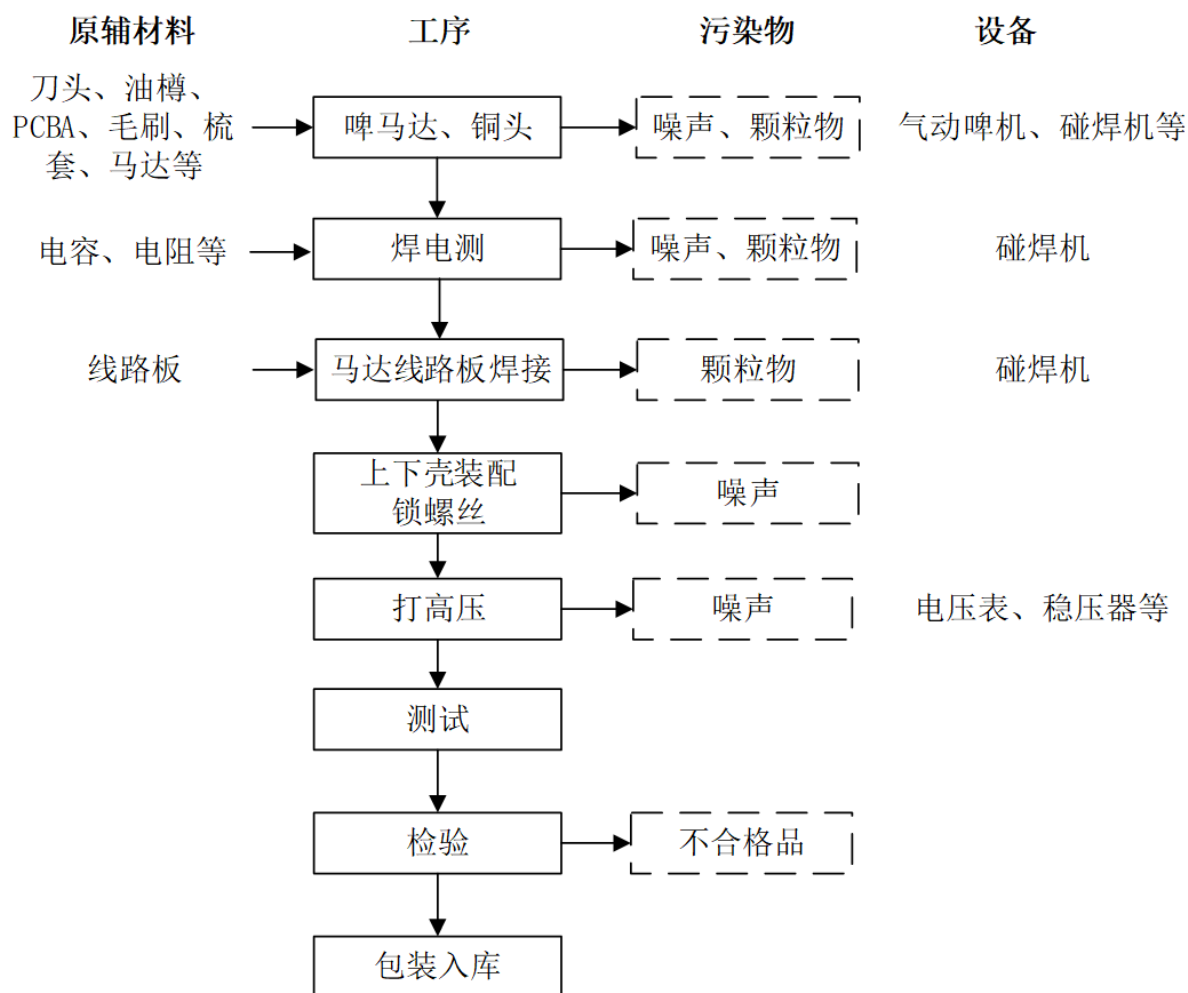 原辅材料 工序 污染物 设备
刀头、油樽、
PCBA、毛刷、梳
套、马达等
啤马达、铜头
噪声、颗粒物
气动啤机、碰焊机等
电容、电阻等
焊电测
噪声、颗粒物
碰焊机
线路板
马达线路板焊接
颗粒物
碰焊机
上下壳装配
锁螺丝
噪声
打高压
噪声
电压表、稳压器等
测试
检验
不合格品
包装入库